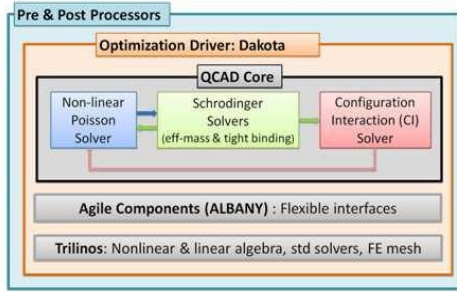 Pre & Post Processors
Optimization Driver: Dakota
QCAD Core
Non-linear
Poisson
Solver
Schrodinger
Solvers
(eff-mass & tight binding)
Configuration
Interaction (CI)
Solver
Agile Components (ALBANY) : Flexible interfaces
Trilinos: Nonlinear & linear algebra, std solvers, FE mesh